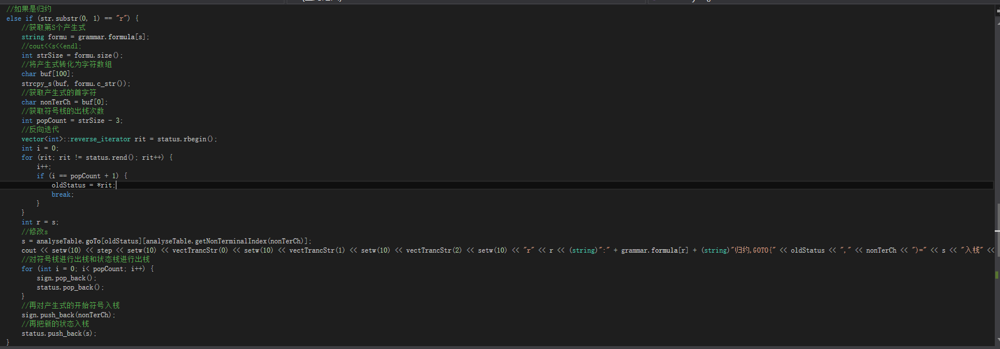 //如果是归约
else if (str.substr(0, 1) == "r") {
//获取第S个产生式
string formu = grammar.formula[s];
//cout<<s<<endl;
int strSize = formu.size();
//将产生式转化为字符数组
char buf[100];
strcpy_s(buf, formu.c_str());
//获取产生式的首字符
char nonTerCh = buf[0];
//获取符号栈的出栈次数
int popCount = strSize - 3;
//反向迭代
vector<int>::reverse_iterator rit = status.rbegin();
int i = 0;
for (rit; rit != status.rend(); rit++) {
i++;
if (i == popCount + 1) {
oldStatus = *rit;
break;
}
}
int r = s;
//修改s
s = analyseTable.goTo[oldStatus][analyseTable.getNonTerminalIndex(nonTerCh)];
cout << setw(10) << step << setw(10) << vectTrancStr(0) << setw(10) << vectTrancStr(1) << setw(10) << vectTrancStr(2) << setw(10) << "r" << r << (string)":" + grammar.formula[r] + (string)"归约,GOTO{" << oldStatus << "," << nonTerCh << ")=" << s << "入栈" <<
//对符号栈进行出栈和状态栈进行出栈
for (int i = 0; i< popCount; i++) {
sign.pop_back();
status.pop_back();
}
//再对产生式的开始符号入栈
sign.push_back(nonTerCh);
//再把新的状态入栈
status.push_back(s);
}